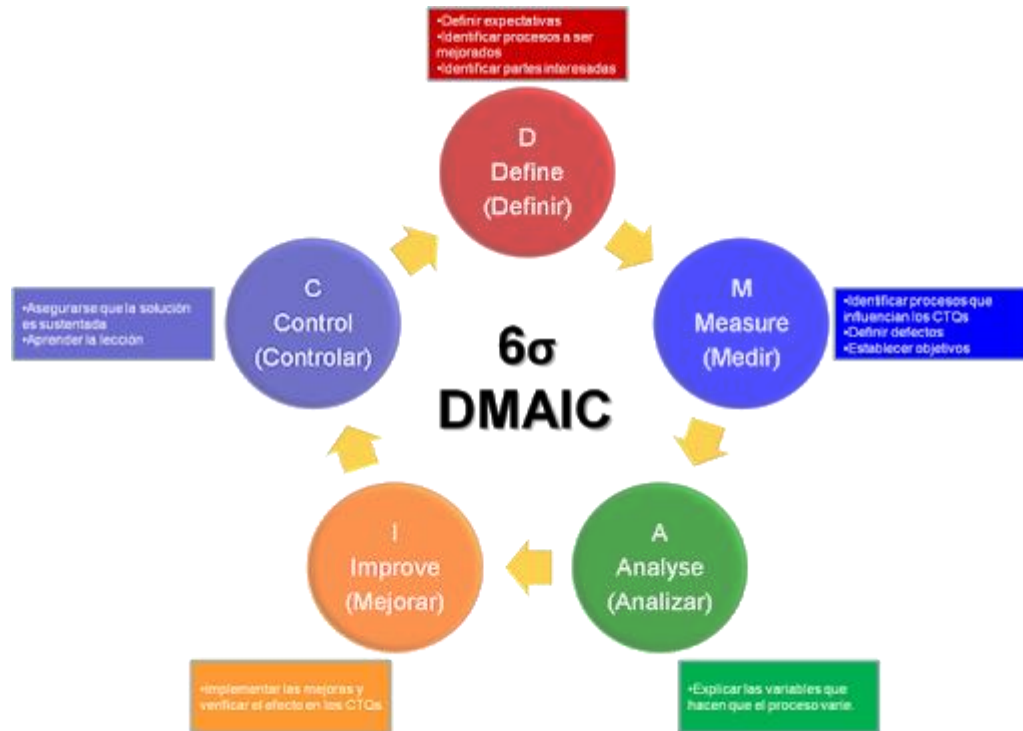 •Definir expectativas
•Identificar procesos a ser
mejorados
•Identificar partes interesadas
D
Define
(Definir)
M
Measure
(Medir)
•Identificar procesos que
influencian los CTQs
•Definir defectos
•Establecer objetivos
A
Analyse
(Analizar)
•Explicar las variables que
hacen que el proceso varie.
I
Improve
(Mejorar)
•Implementar las mejoras y
verificar el efecto en los CTQs
C
Control
(Controlar)
•Asegurarse que la solución
es sustentada
•Aprender la lección
6σ
DMAIC